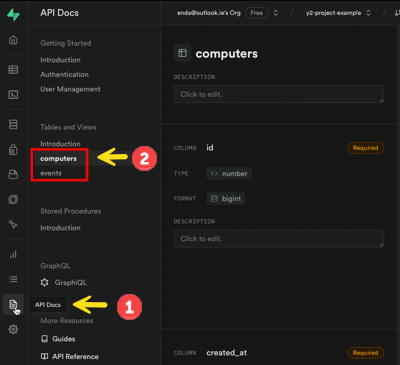 API Docs
enda@outlook.ie's Org Free / y2-project-example /
Getting Started
Introduction
Authentication
User Management
Tables and Views
Introduction
computers
events
2
Stored Procedures
Introduction
GraphQL
GraphiQL
API Docs
1
More Resources
Guides
API Reference
computers
DESCRIPTION
Click to edit.
COLUMN id Required
TYPE number
FORMAT bigint
DESCRIPTION
Click to edit.
COLUMN created_at Required